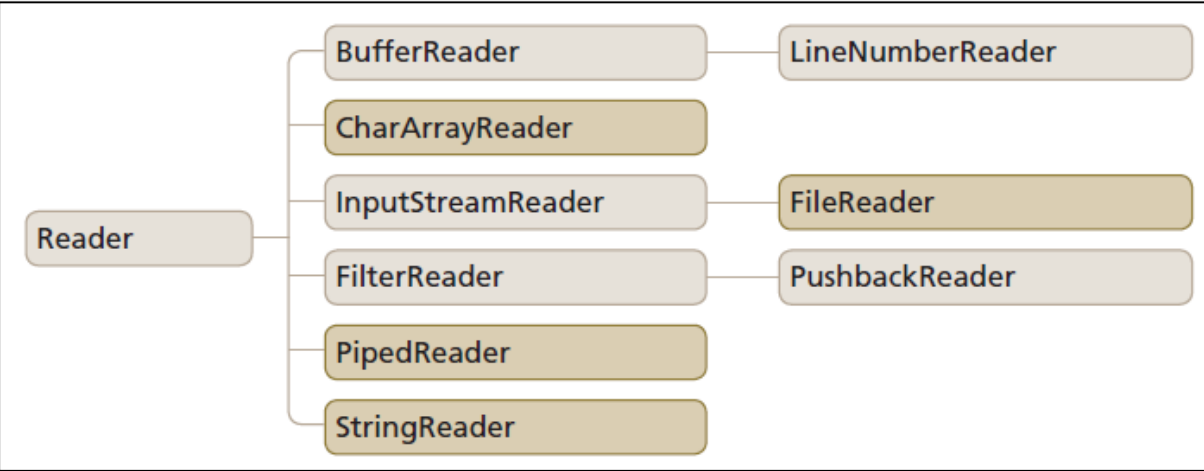 BufferReader
LineNumberReader
CharArrayReader
InputStreamReader
FileReader
Reader
FilterReader
PushbackReader
PipedReader
StringReader